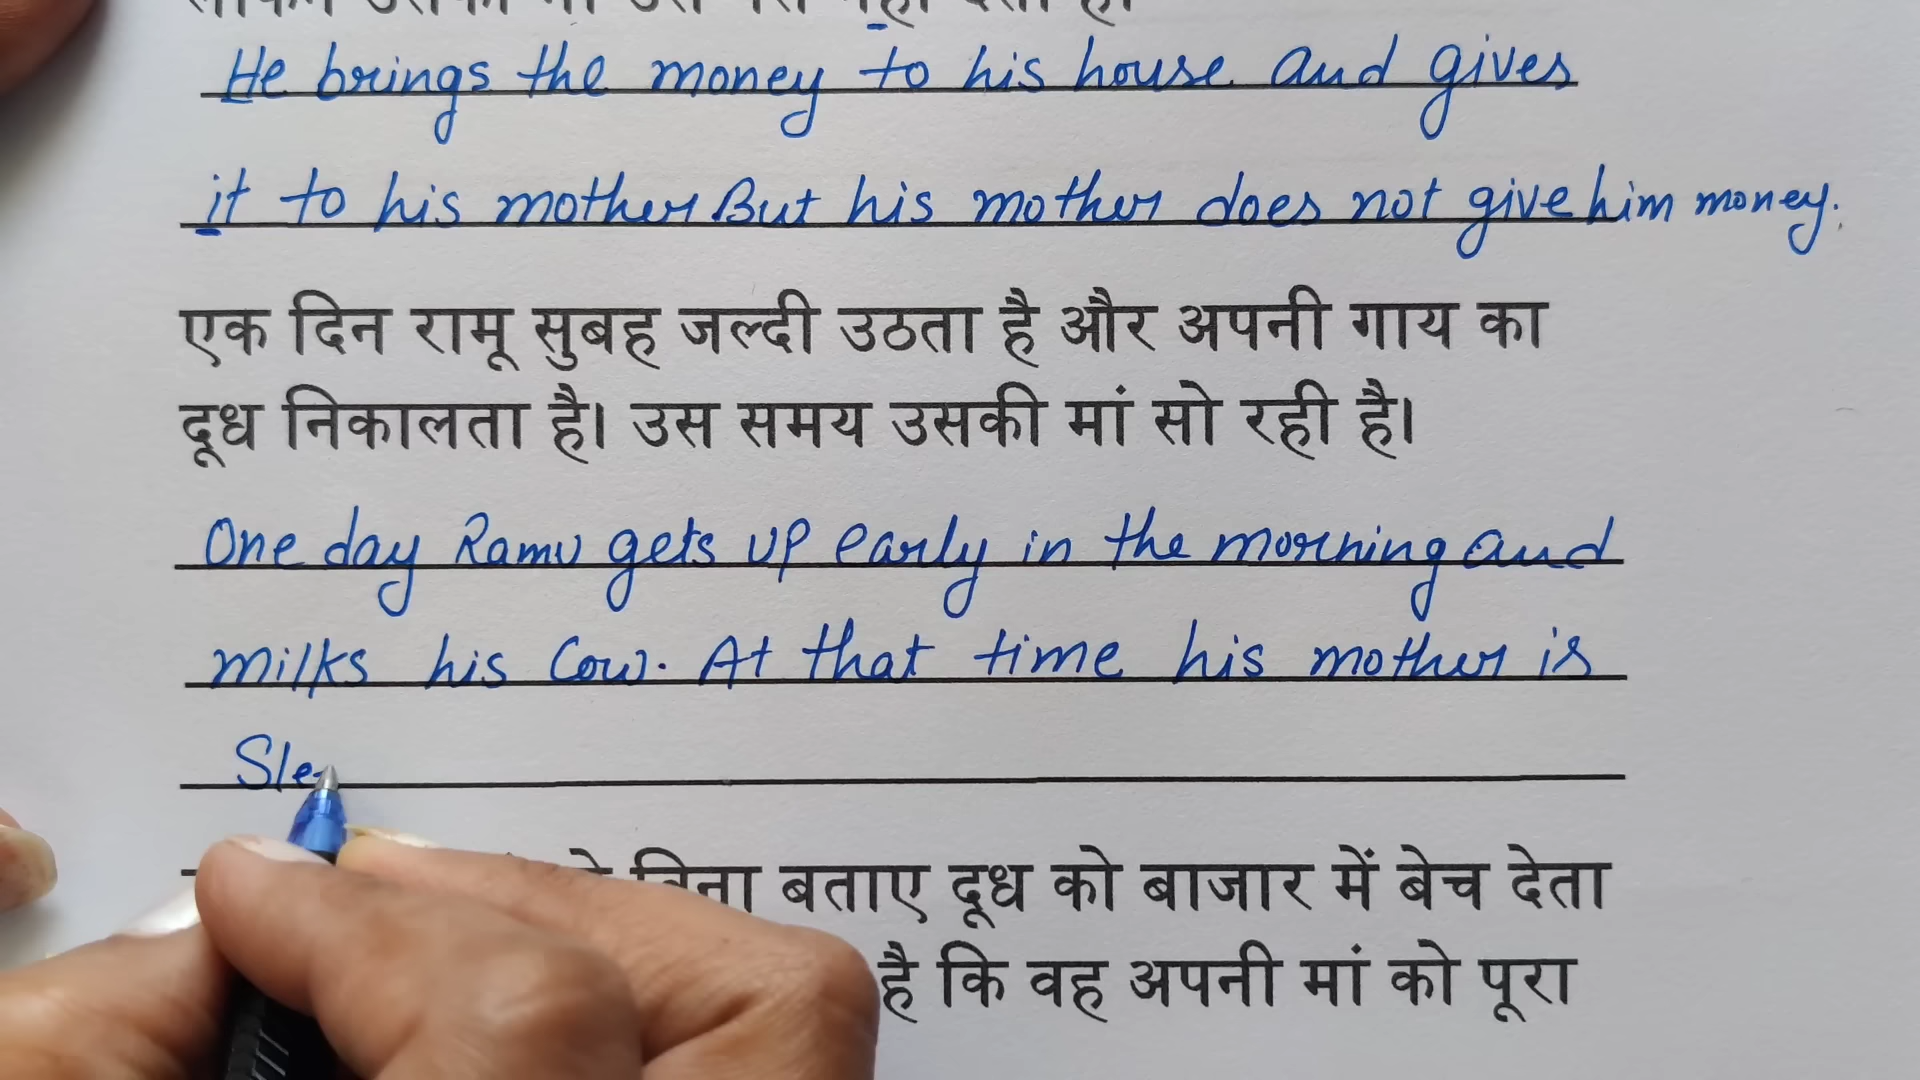 He brings the money to his house and gives
it to his mother But his mother does not give him money.
एक दिन रामू सुबह जल्दी उठता है और अपनी गाय का
दूध निकालता है। उस समय उसकी मां सो रही है।
One day Ramu gets up early in the morning and
milks his Cow. At that time his mother is
Sle
बिना बताए दूध को बाजार में बेच देता
है कि वह अपनी मां को पूरा